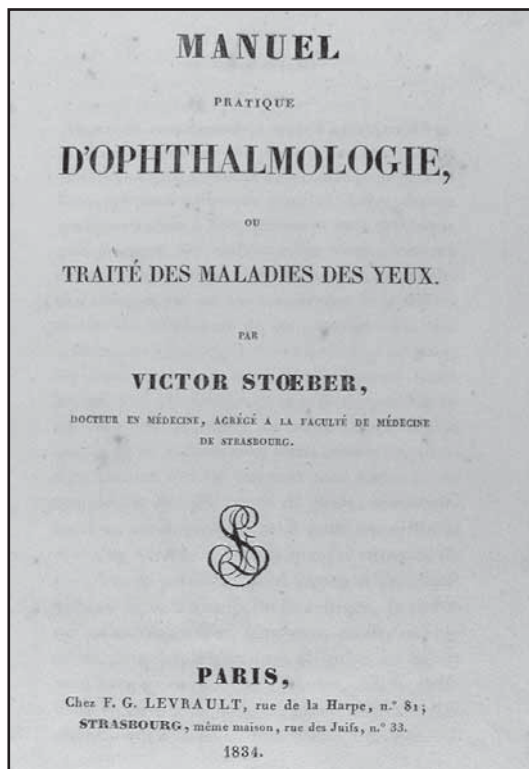 MANUEL
PRATIQUE
D'OPHTHALMOLOGIE,
OU
TRAITÉ DES MALADIES DES YEUX.
PAR
VICTOR STŒBER,
DOCTEUR EN MÉDECINE, AGRÉGÉ A LA FACULTÉ DE MÉDECINE
DE STRASBOURG.
PARIS,
Chez F. G. LEVRAULT, rue de la Harpe, n.º 81;
STRASBOURG, même maison, rue des Juifs, n.º 33.
1834.